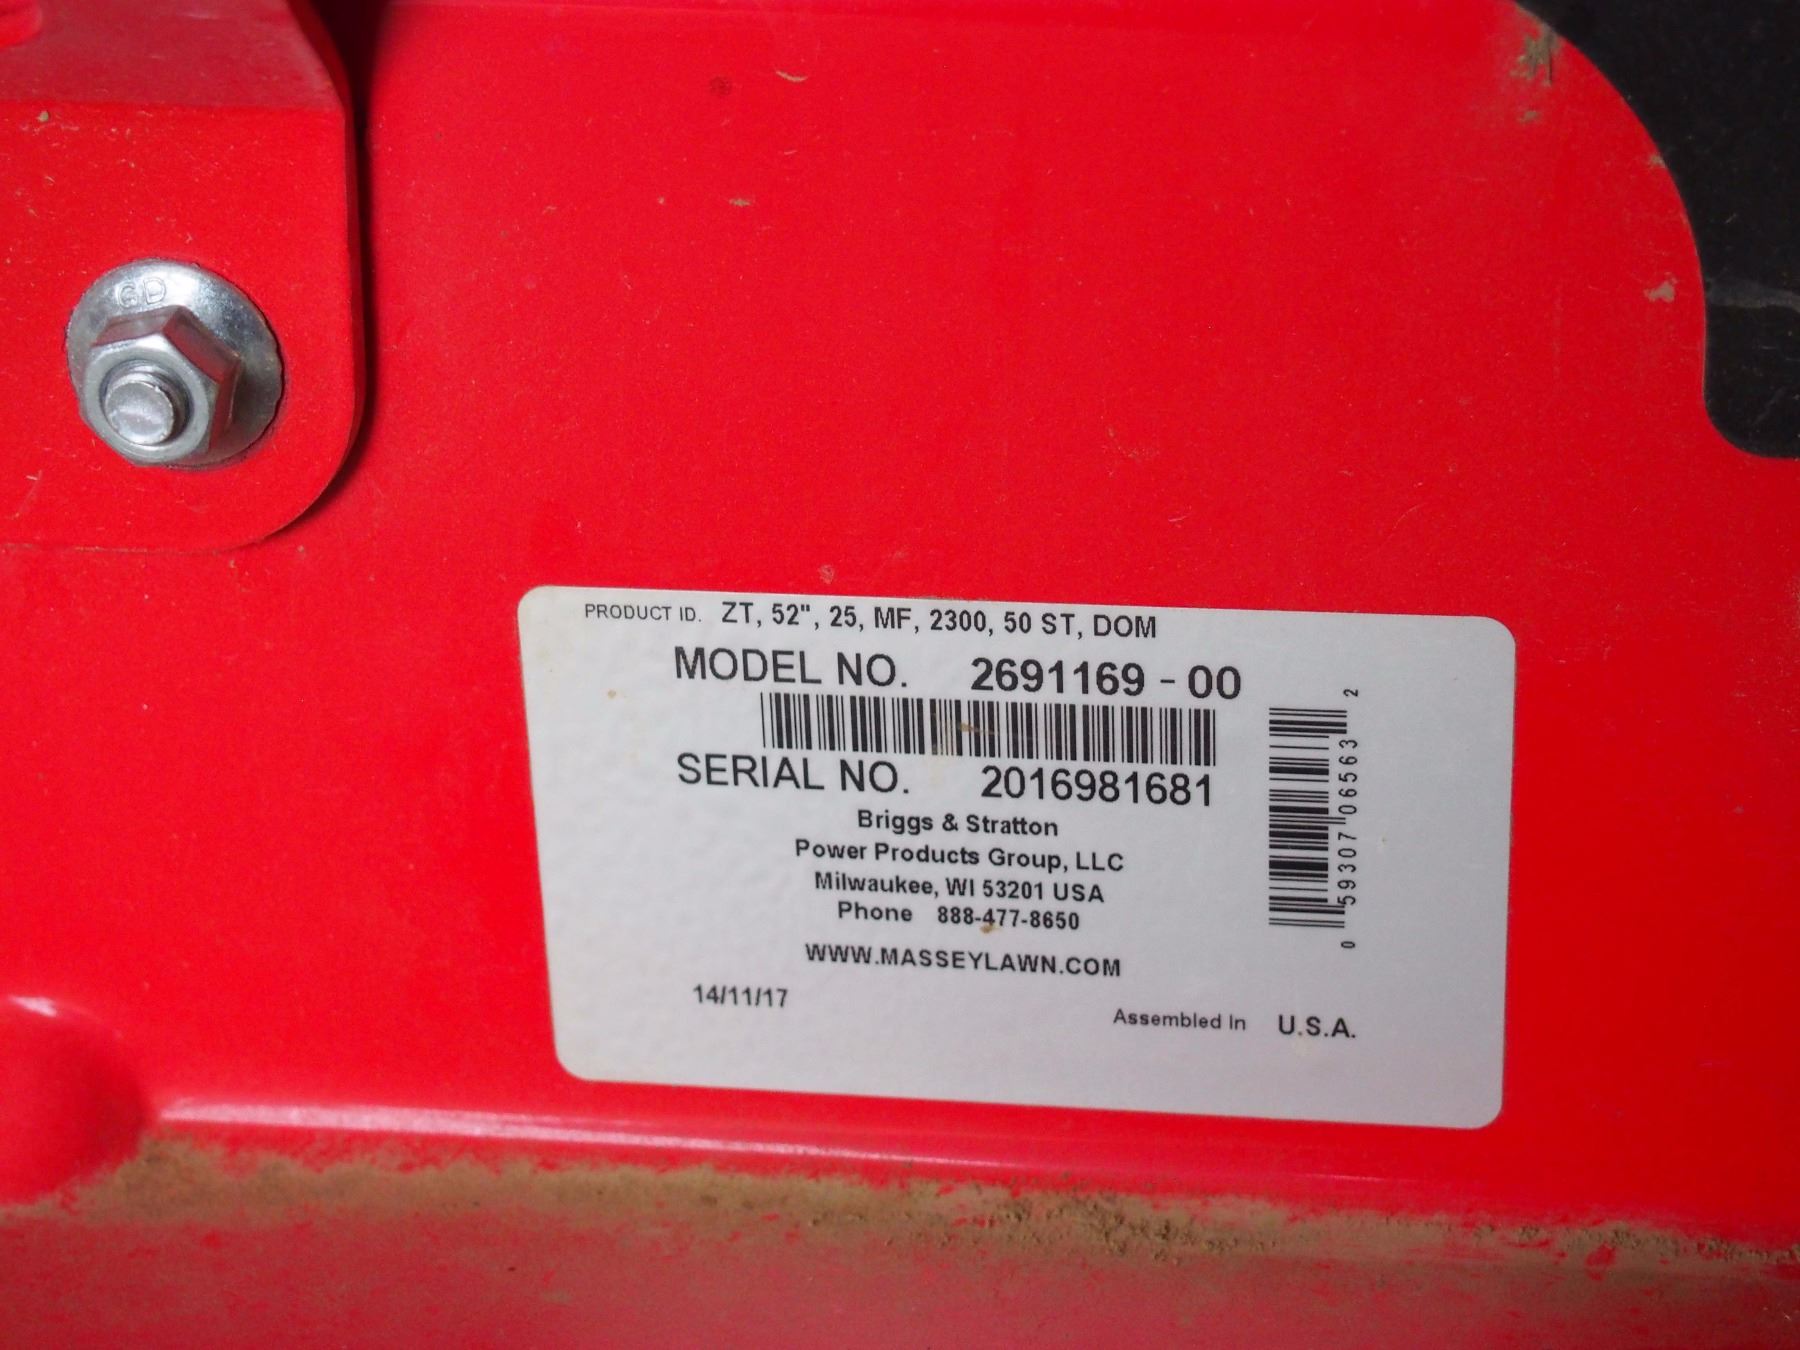 GD
PRODUCT ID. ZT, 52", 25, MF, 2300, 50 ST, DOM
MODEL NO. 2691169 - 00
SERIAL NO. 2016981681
Briggs & Stratton
Power Products Group, LLC
Milwaukee, WI 53201 USA
Phone 888-477-8650
WWW.MASSEYLAWN.COM
14/11/17
Assembled In U.S.A.
0 59307 06563 2